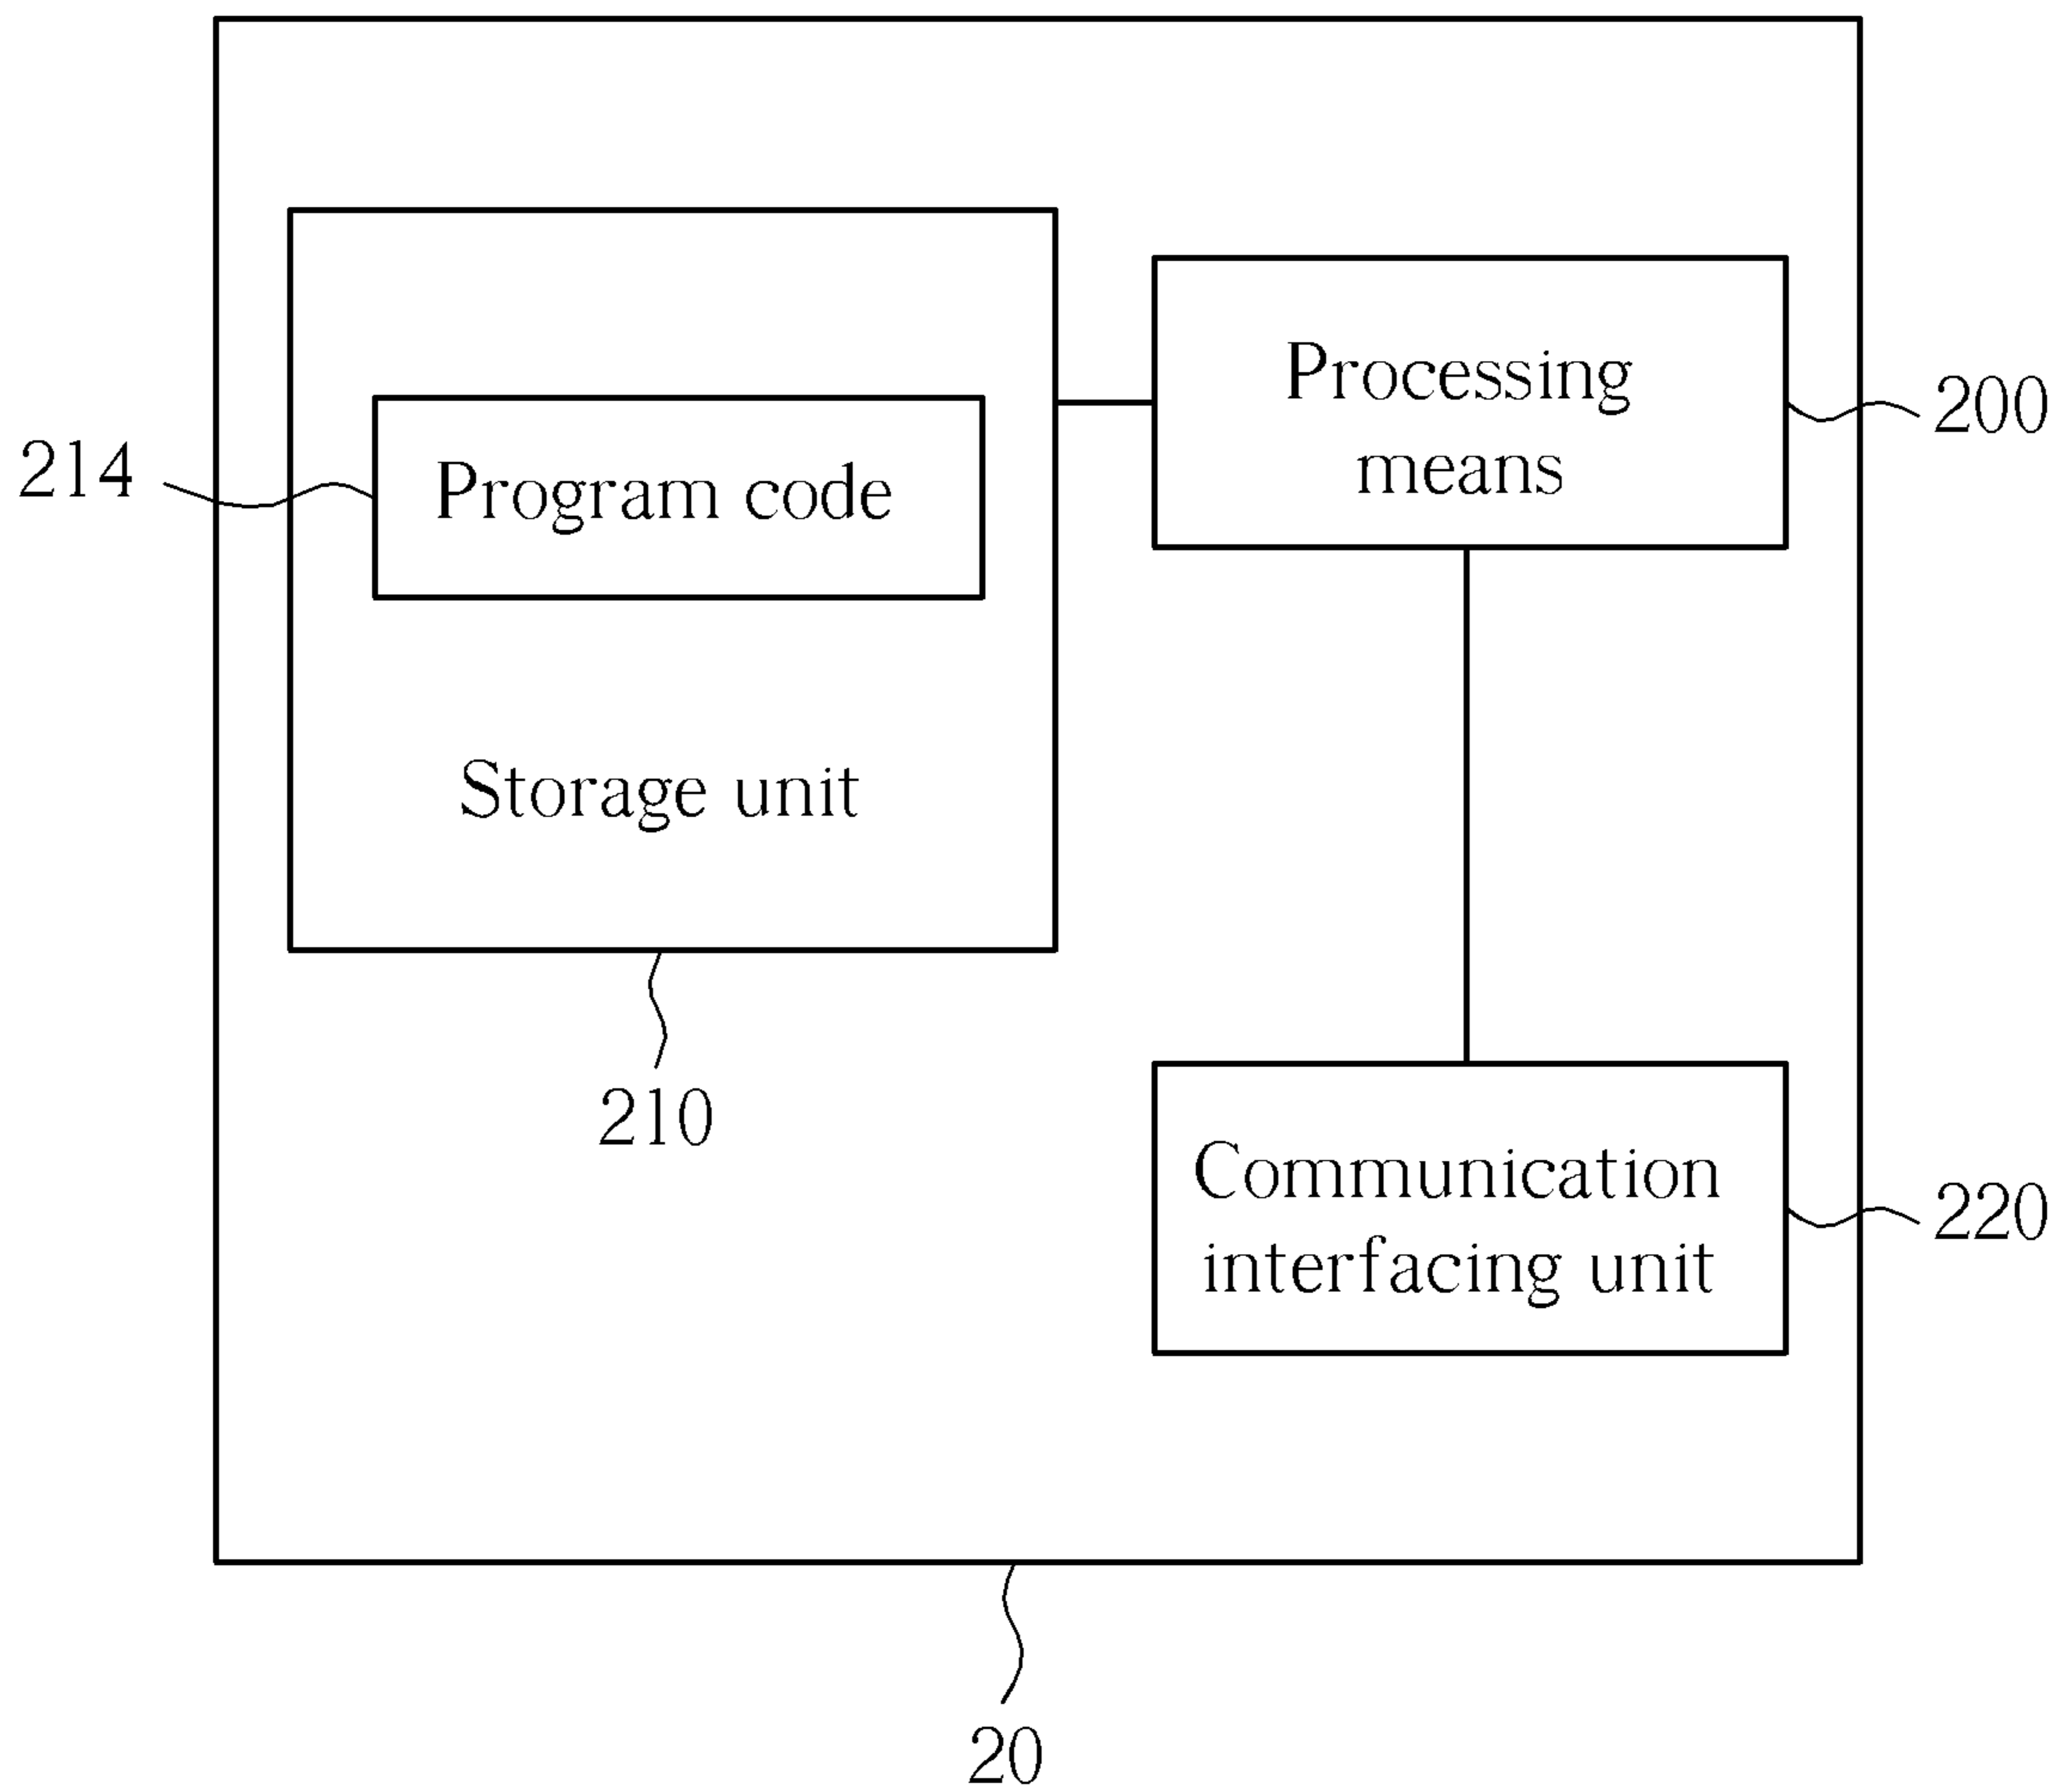 Processing
means
200
214
Program code
Storage unit
210
Communication
interfacing unit
220
20